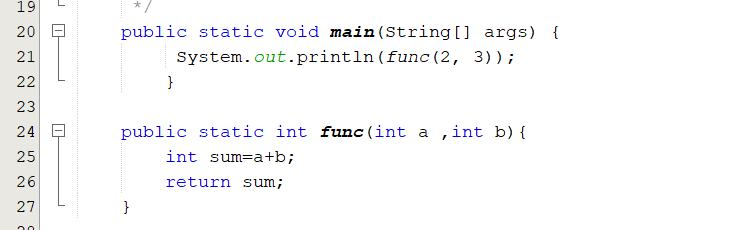 19 */
20 public static void main(String[] args) {
21 System.out.println(func(2, 3));
22 }
23
24 public static int func(int a ,int b){
25 int sum=a+b;
26 return sum;
27 }